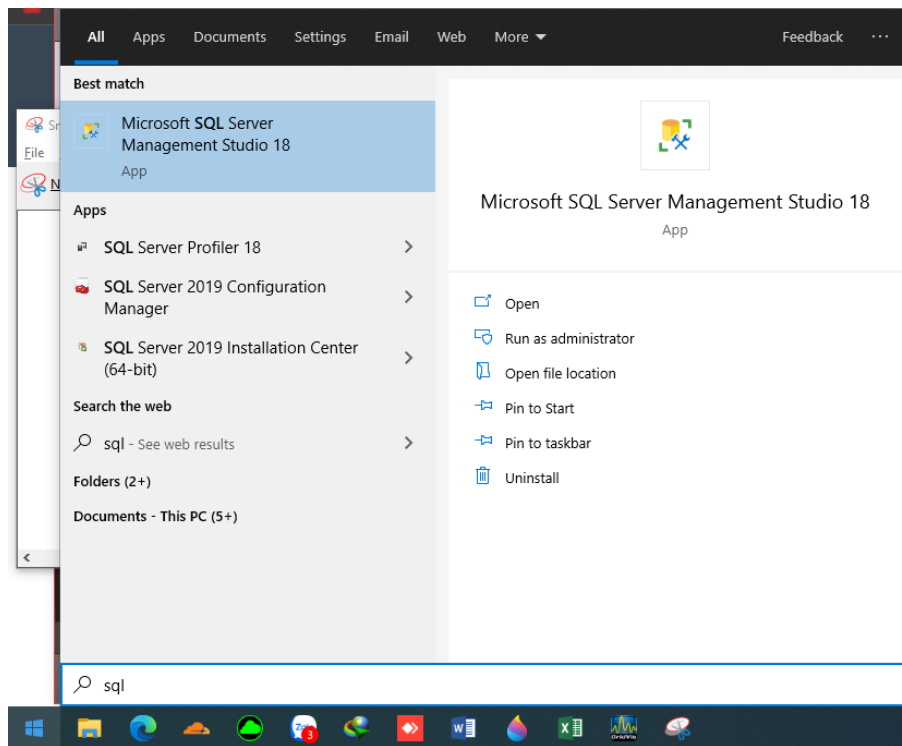 All Apps Documents Settings Email Web More Feedback ...
Best match
Microsoft SQL Server
Management Studio 18
App
Apps
SQL Server Profiler 18
SQL Server 2019 Configuration
Manager
SQL Server 2019 Installation Center
(64-bit)
Search the web
sql - See web results
Folders (2+)
Documents - This PC (5+)
Microsoft SQL Server Management Studio 18
App
Open
Run as administrator
Open file location
Pin to Start
Pin to taskbar
Uninstall
Sn
File
N
sql
Zalo
3